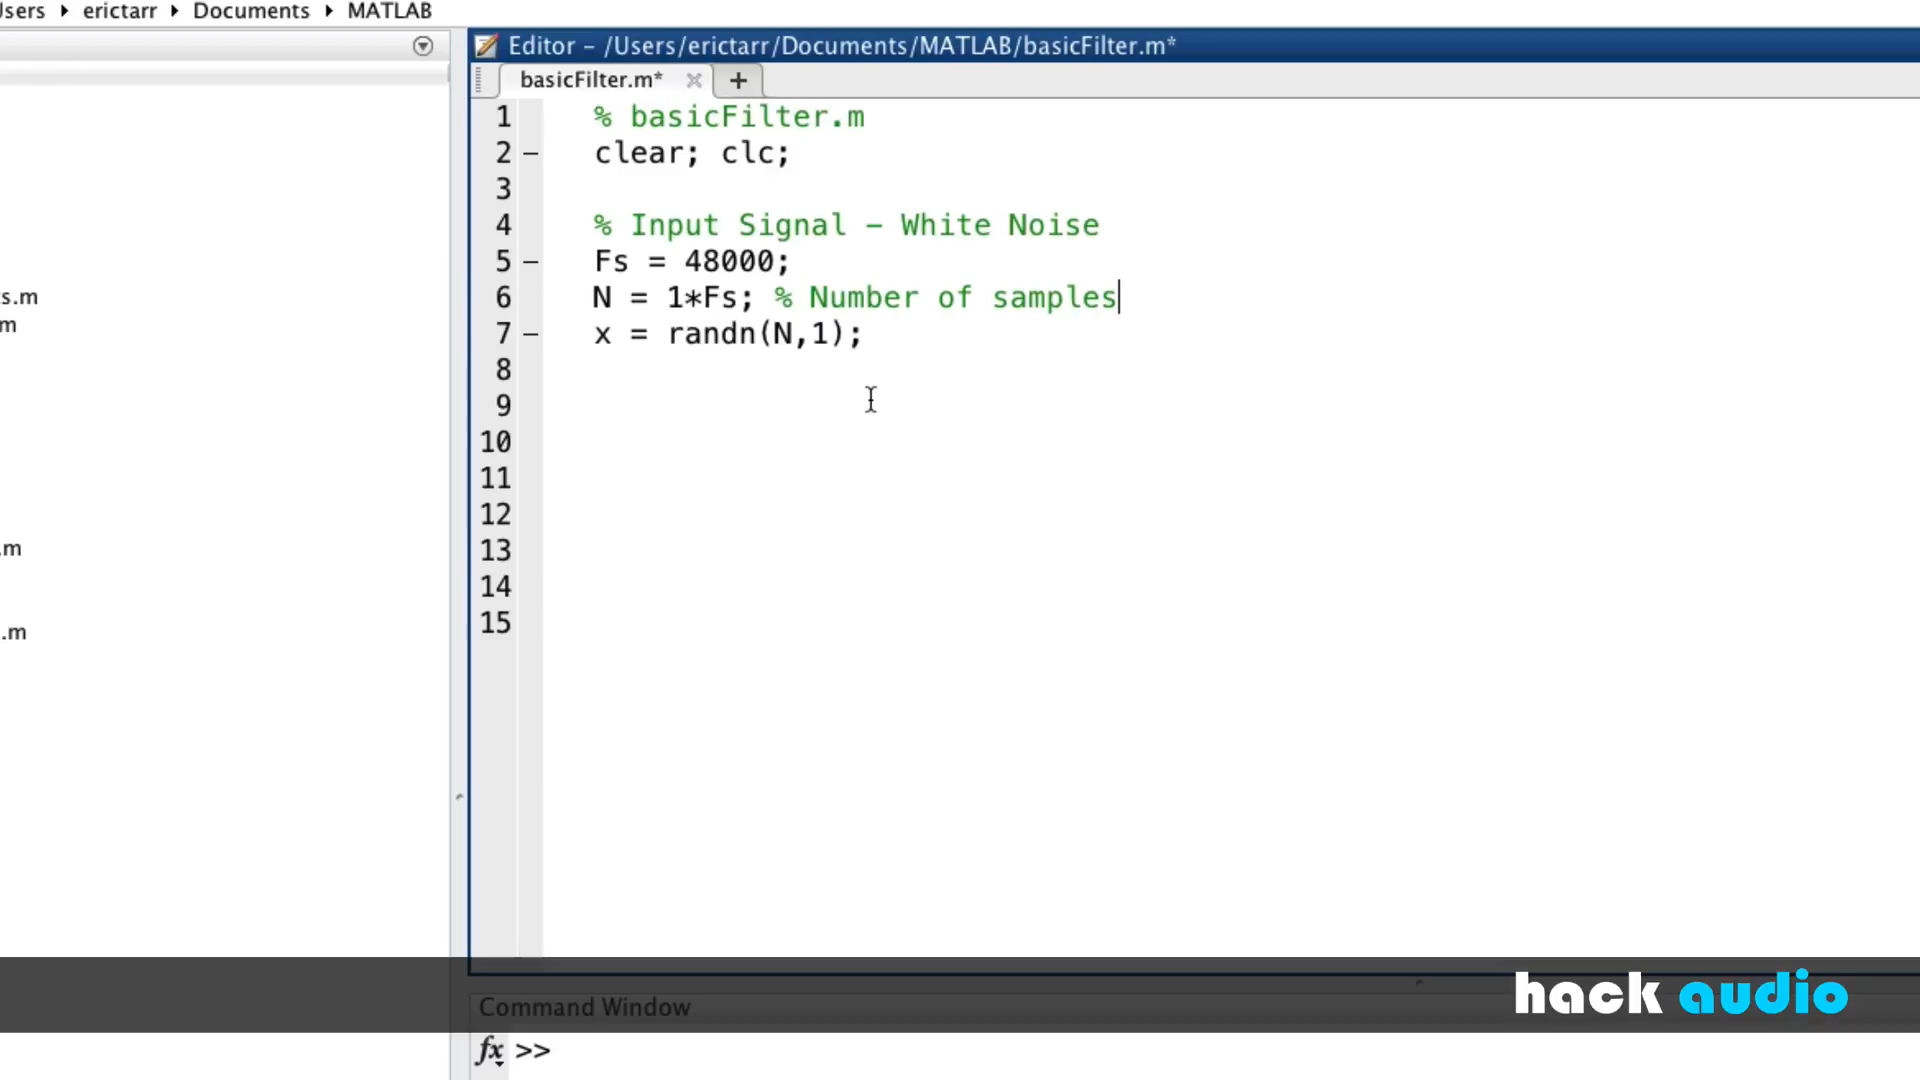 Users ▸ erictarr ▸ Documents ▸ MATLAB
Editor – /Users/erictarr/Documents/MATLAB/basicFilter.m*
basicFilter.m* × +
1 % basicFilter.m
2 – clear; clc;
3
4 % Input Signal – White Noise
5 – Fs = 48000;
6 N = 1*Fs; % Number of samples
7 – x = randn(N,1);
8
9
10
11
12
13
14
15
s.m
m
.m
.m
hack audio
Command Window
fx >>